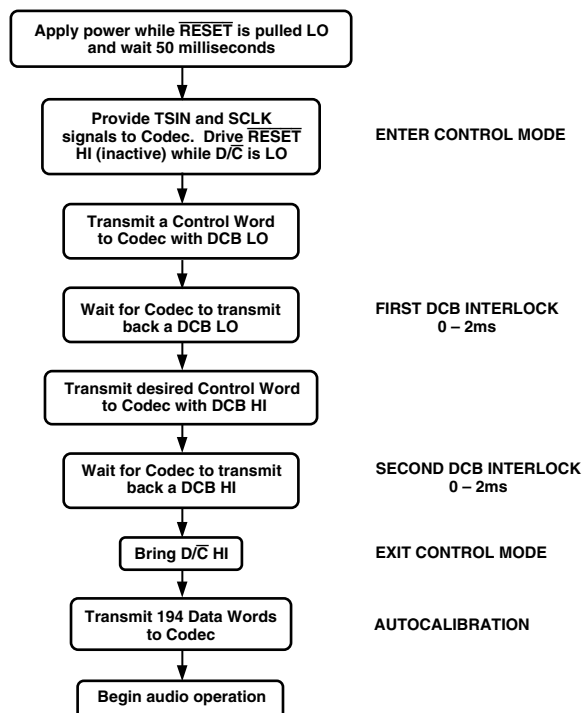 Apply power while RESET is pulled LO
and wait 50 milliseconds
Provide TSIN and SCLK
signals to Codec. Drive RESET
HI (inactive) while D/C is LO
ENTER CONTROL MODE
Transmit a Control Word
to Codec with DCB LO
Wait for Codec to transmit
back a DCB LO
FIRST DCB INTERLOCK
0 – 2ms
Transmit desired Control Word
to Codec with DCB HI
Wait for Codec to transmit
back a DCB HI
SECOND DCB INTERLOCK
0 – 2ms
Bring D/C HI
EXIT CONTROL MODE
Transmit 194 Data Words
to Codec
AUTOCALIBRATION
Begin audio operation